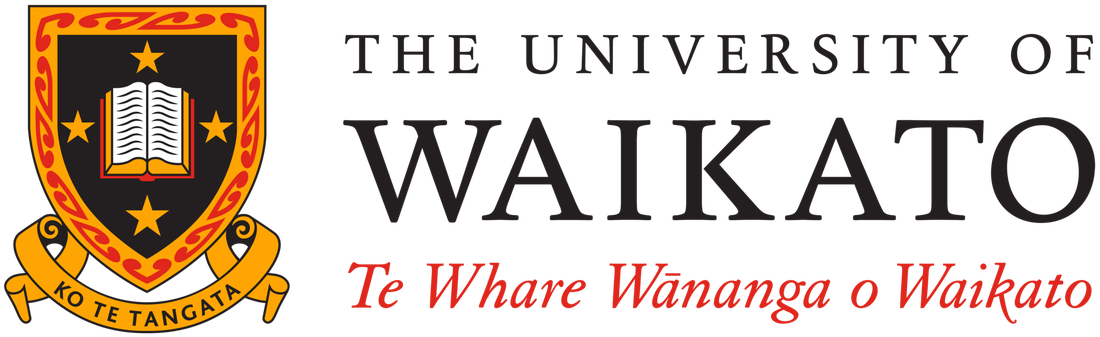 THE UNIVERSITY OF
WAIKATO
Te Whare Wānanga o Waikato
KO TE TANGATA